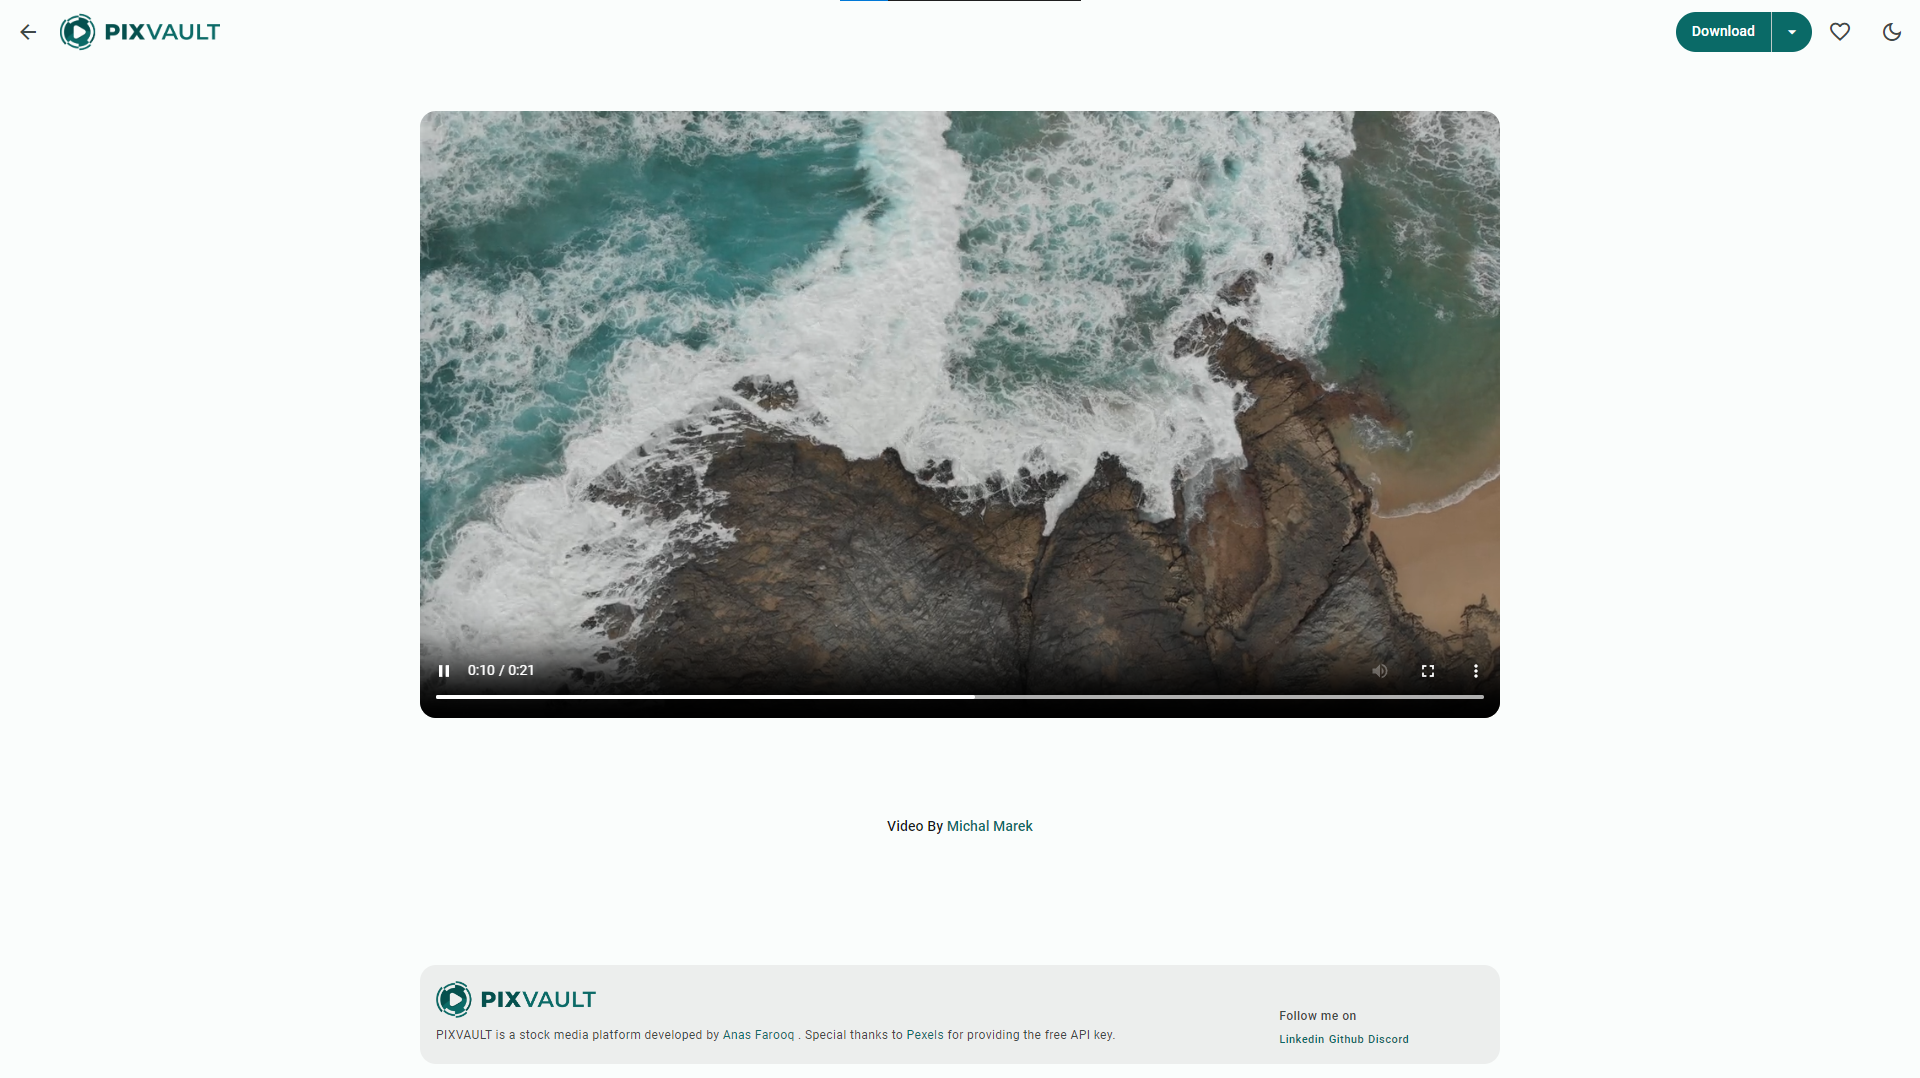 PIXVAULT
Download
0:10 / 0:21
Video By Michal Marek
PIXVAULT
PIXVAULT is a stock media platform developed by Anas Farooq . Special thanks to Pexels for providing the free API key.
Follow me on
Linkedin Github Discord